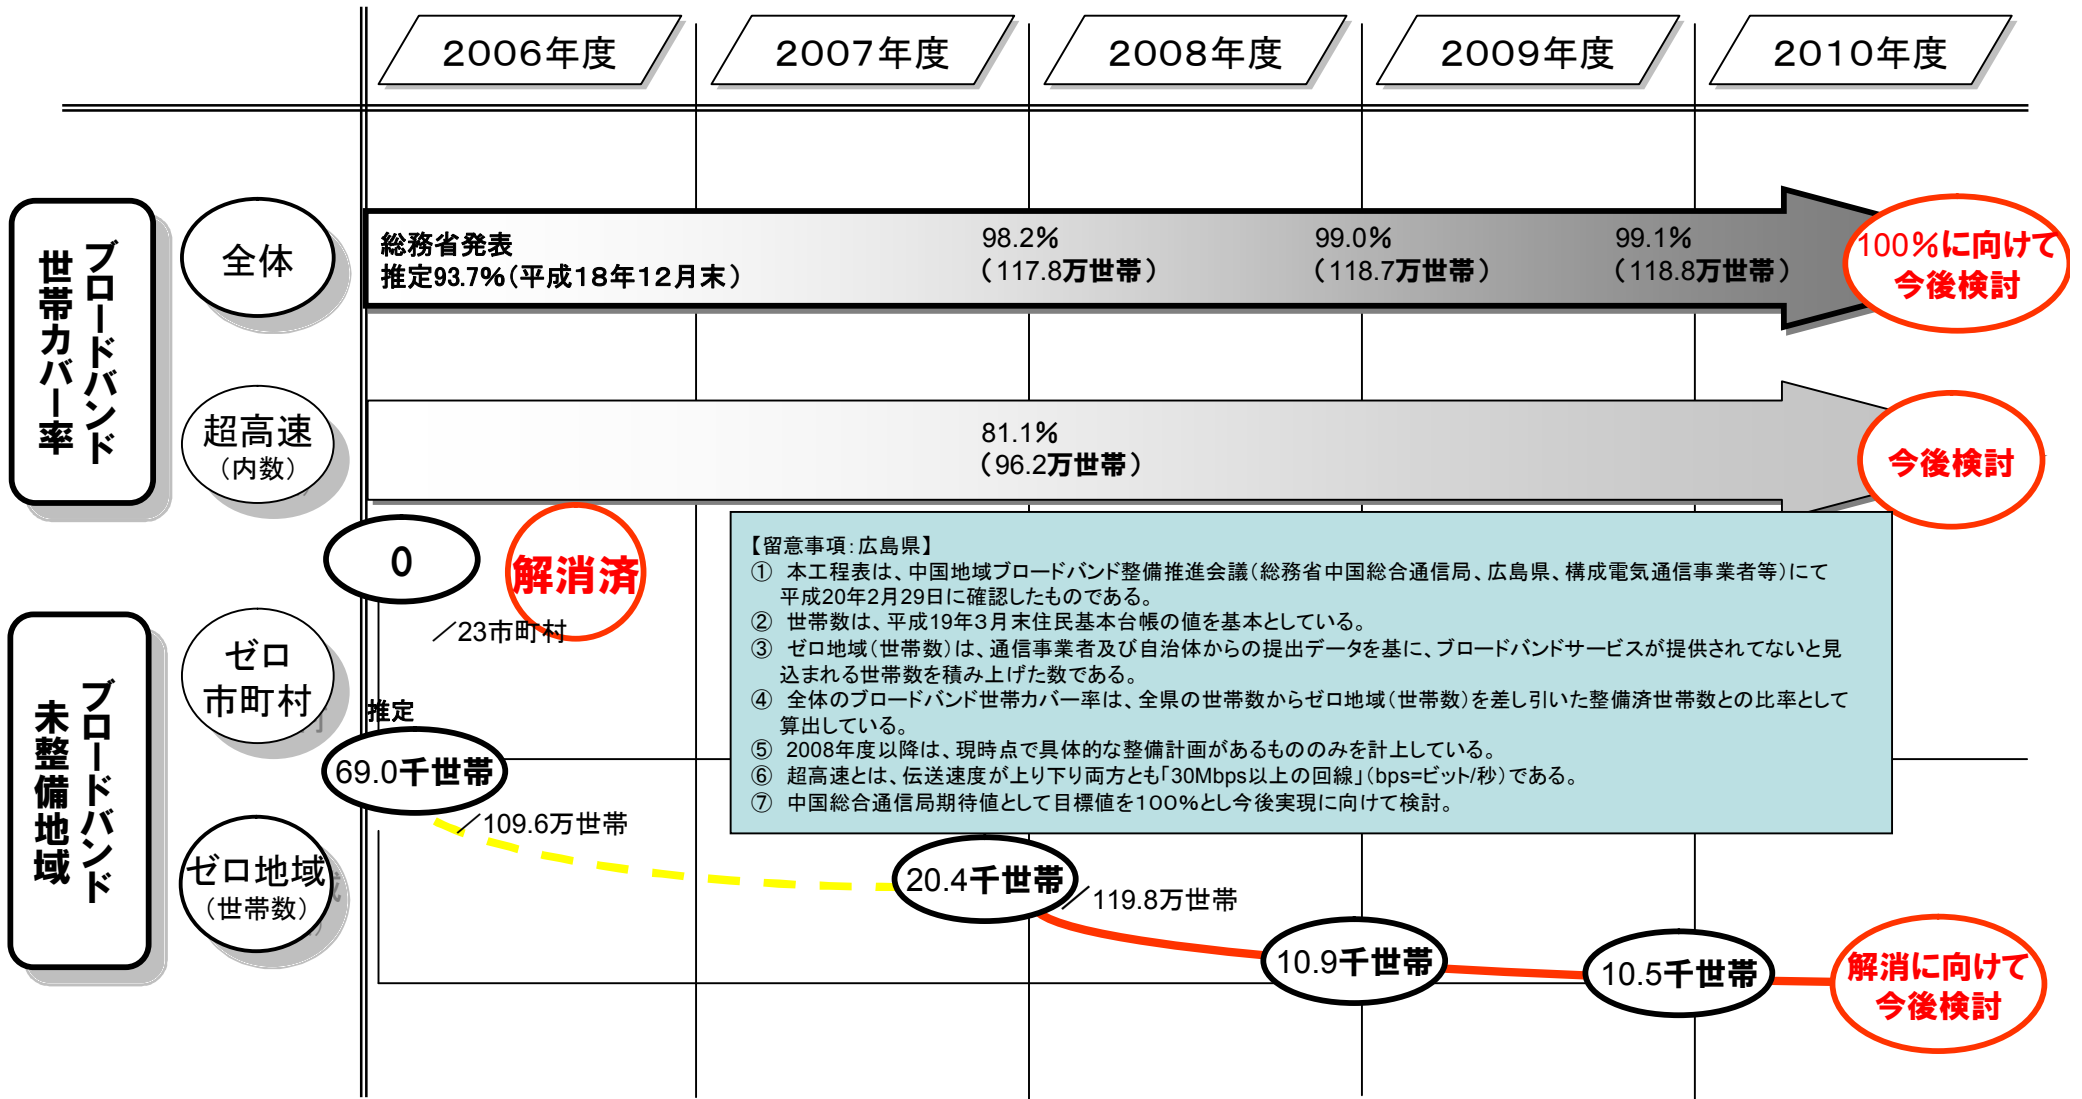 2006年度
2007年度
2008年度
2009年度
2010年度
ブロードバンド
世帯カバー率
全体
総務省発表
推定93.7%(平成18年12月末)
98.2%
(117.8万世帯)
99.0%
(118.7万世帯)
99.1%
(118.8万世帯)
100%に向けて
今後検討
超高速
(内数)
81.1%
(96.2万世帯)
今後検討
ブロードバンド
未整備地域
ゼロ
市町村
0
／23市町村
解消済
【留意事項:広島県】
① 本工程表は、中国地域ブロードバンド整備推進会議(総務省中国総合通信局、広島県、構成電気通信事業者等)にて
平成20年2月29日に確認したものである。
② 世帯数は、平成19年3月末住民基本台帳の値を基本としている。
③ ゼロ地域(世帯数)は、通信事業者及び自治体からの提出データを基に、ブロードバンドサービスが提供されてないと見
込まれる世帯数を積み上げた数である。
④ 全体のブロードバンド世帯カバー率は、全県の世帯数からゼロ地域(世帯数)を差し引いた整備済世帯数との比率として
算出している。
⑤ 2008年度以降は、現時点で具体的な整備計画があるもののみを計上している。
⑥ 超高速とは、伝送速度が上り下り両方とも「30Mbps以上の回線」(bps=ビット/秒)である。
⑦ 中国総合通信局期待値として目標値を100%とし今後実現に向けて検討。
ゼロ地域
(世帯数)
推定
69.0千世帯
／109.6万世帯
20.4千世帯
／119.8万世帯
10.9千世帯
10.5千世帯
解消に向けて
今後検討